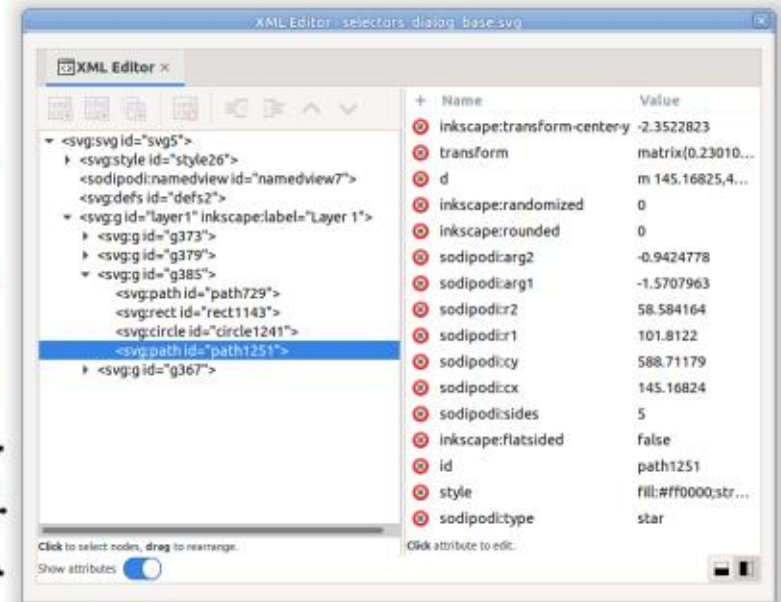 XML Editor - selectors_dialog_base.svg
XML Editor ×
<svg:svg id="svg5">
<svg:style id="style26">
<sodipodi:namedview id="namedview7">
<svg:defs id="defs2">
<svg:g id="layer1" inkscape:label="Layer 1">
<svg:g id="g373">
<svg:g id="g379">
<svg:g id="g385">
<svg:path id="path729">
<svg:rect id="rect1143">
<svg:circle id="circle1241">
<svg:path id="path1251">
<svg:g id="g367">
Click to select nodes, drag to rearrange.
Show attributes
+ Name Value
inkscape:transform-center-y -2.3522823
transform matrix(0.23010...
d m 145.16825,4...
inkscape:randomized 0
inkscape:rounded 0
sodipodi:arg2 -0.9424778
sodipodi:arg1 -1.5707963
sodipodi:r2 58.584164
sodipodi:r1 101.8122
sodipodi:cy 588.71179
sodipodi:cx 145.16824
sodipodi:sides 5
inkscape:flatsided false
id path1251
style fill:#ff0000;str...
sodipodi:type star
Click attribute to edit.